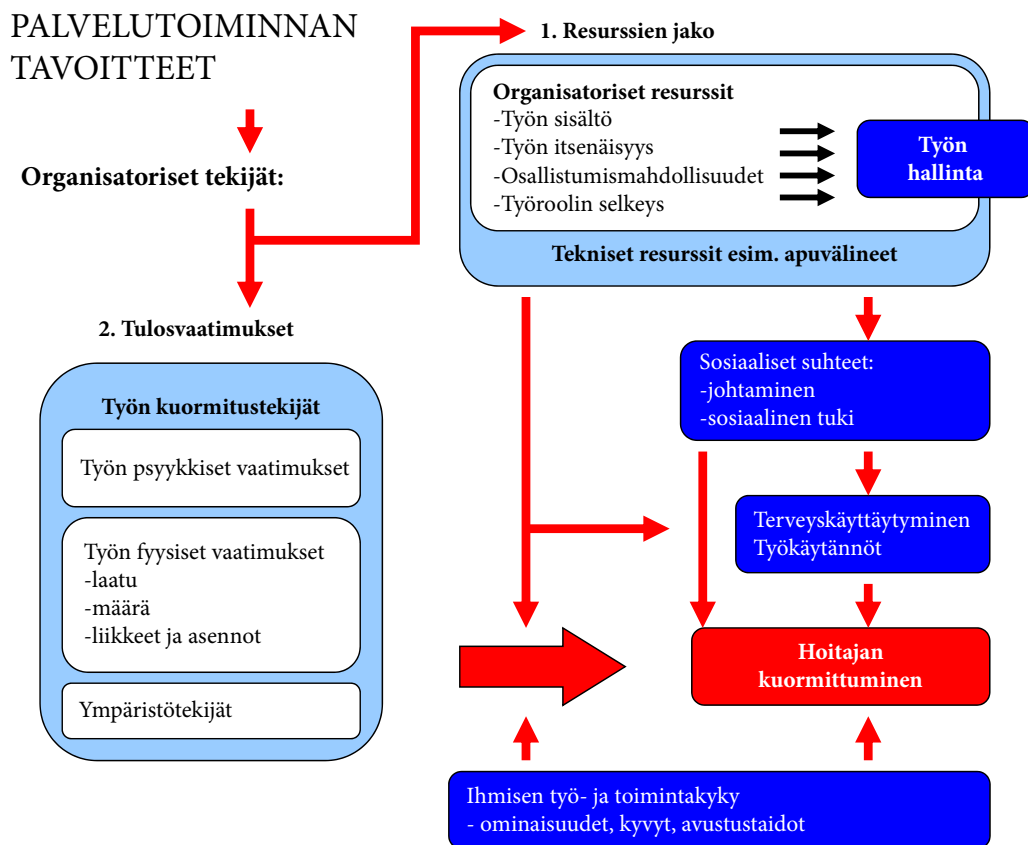 PALVELUTOIMINNAN
TAVOITTEET
Organisatoriset tekijät:
1. Resurssien jako
Organisatoriset resurssit
-Työn sisältö
-Työn itsenäisyys
-Osallistumismahdollisuudet
-Työroolin selkeys
Työn
hallinta
Tekniset resurssit esim. apuvälineet
2. Tulosvaatimukset
Työn kuormitustekijät
Työn psyykkiset vaatimukset
Työn fyysiset vaatimukset
-laatu
-määrä
-liikkeet ja asennot
Ympäristötekijät
Sosiaaliset suhteet:
-johtaminen
-sosiaalinen tuki
Terveyskäyttäytyminen
Työkäytännöt
Hoitajan
kuormittuminen
Ihmisen työ- ja toimintakyky
- ominaisuudet, kyvyt, avustustaidot